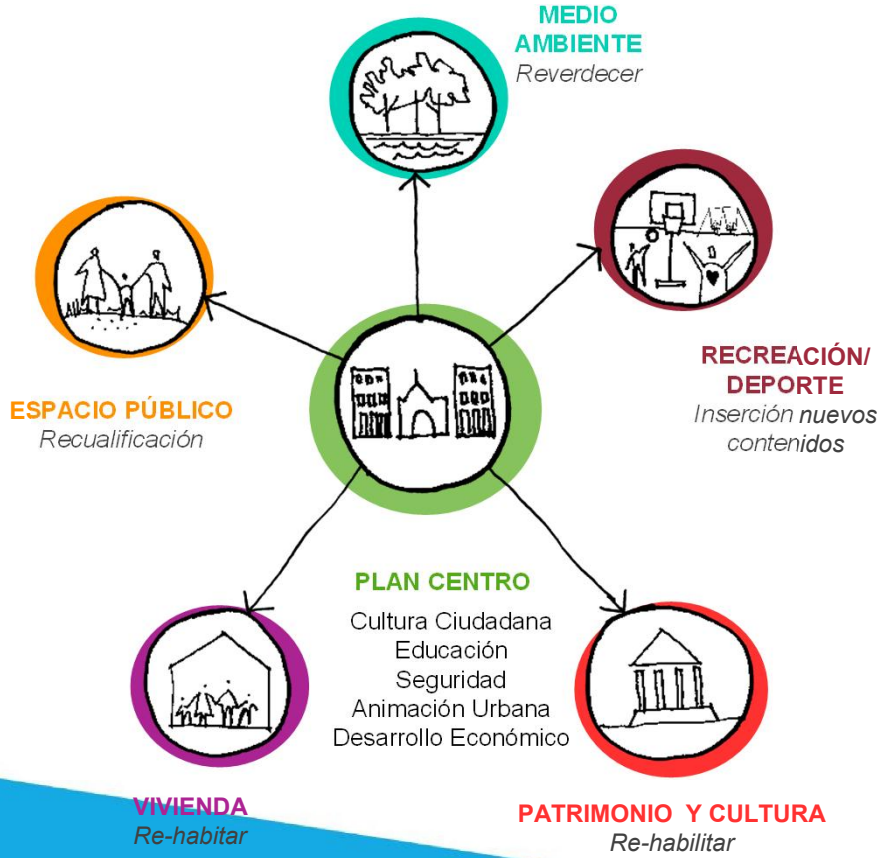 MEDIO
AMBIENTE
Reverdecer
RECREACIÓN/
DEPORTE
Inserción nuevos
contenidos
ESPACIO PÚBLICO
Recualificación
PLAN CENTRO
Cultura Ciudadana
Educación
Seguridad
Animación Urbana
Desarrollo Económico
VIVIENDA
Re-habitar
PATRIMONIO Y CULTURA
Re-habilitar